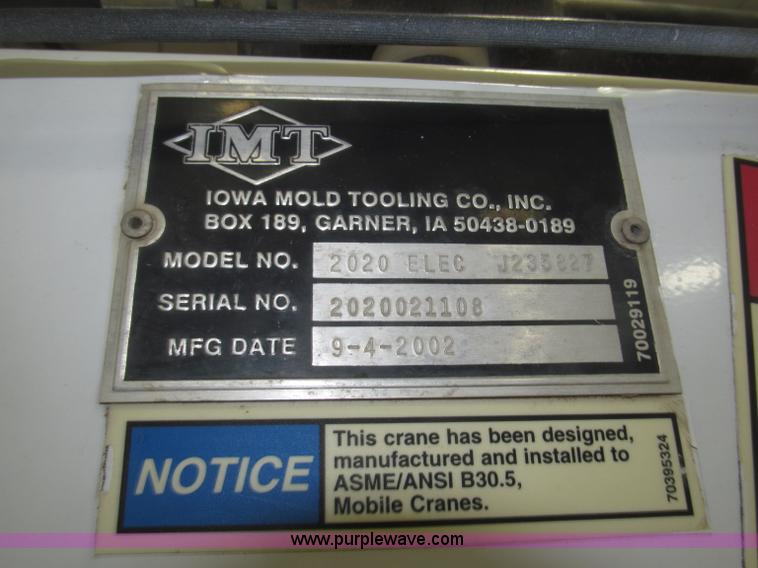 IMT
IOWA MOLD TOOLING CO., INC.
BOX 189, GARNER, IA 50438-0189
MODEL NO. 2020 ELEC J235827
SERIAL NO. 2020021108
MFG DATE 9-4-2002
70029119
NOTICE
This crane has been designed,
manufactured and installed to
ASME/ANSI B30.5,
Mobile Cranes.
70395324
www.purplewave.com